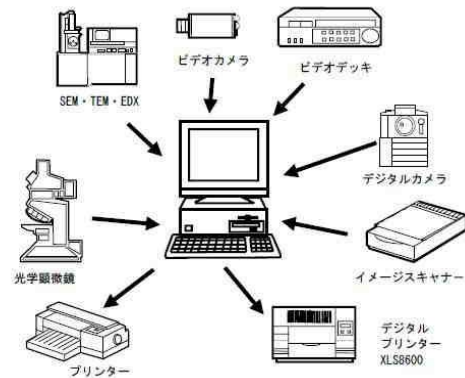 ビデオカメラ
ビデオデッキ
SEM・TEM・EDX
デジタルカメラ
光学顕微鏡
イメージスキャナー
プリンター
デジタル
プリンター
XLS8600